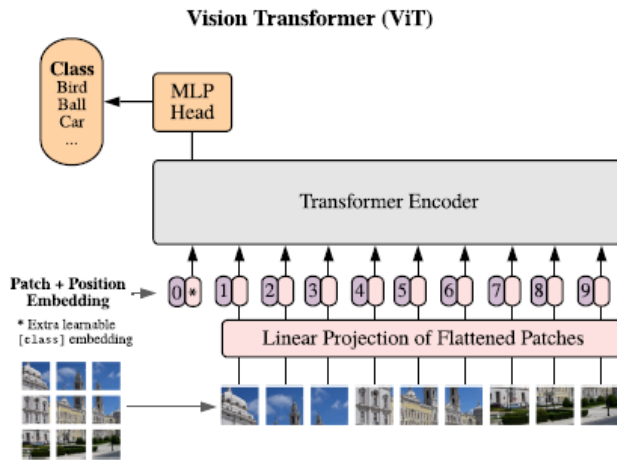 Vision Transformer (ViT)
Class
Bird
Ball
Car
...
MLP
Head
Transformer Encoder
Patch + Position
Embedding
0 * 1 2 3 4 5 6 7 8 9
* Extra learnable
[class] embedding
Linear Projection of Flattened Patches